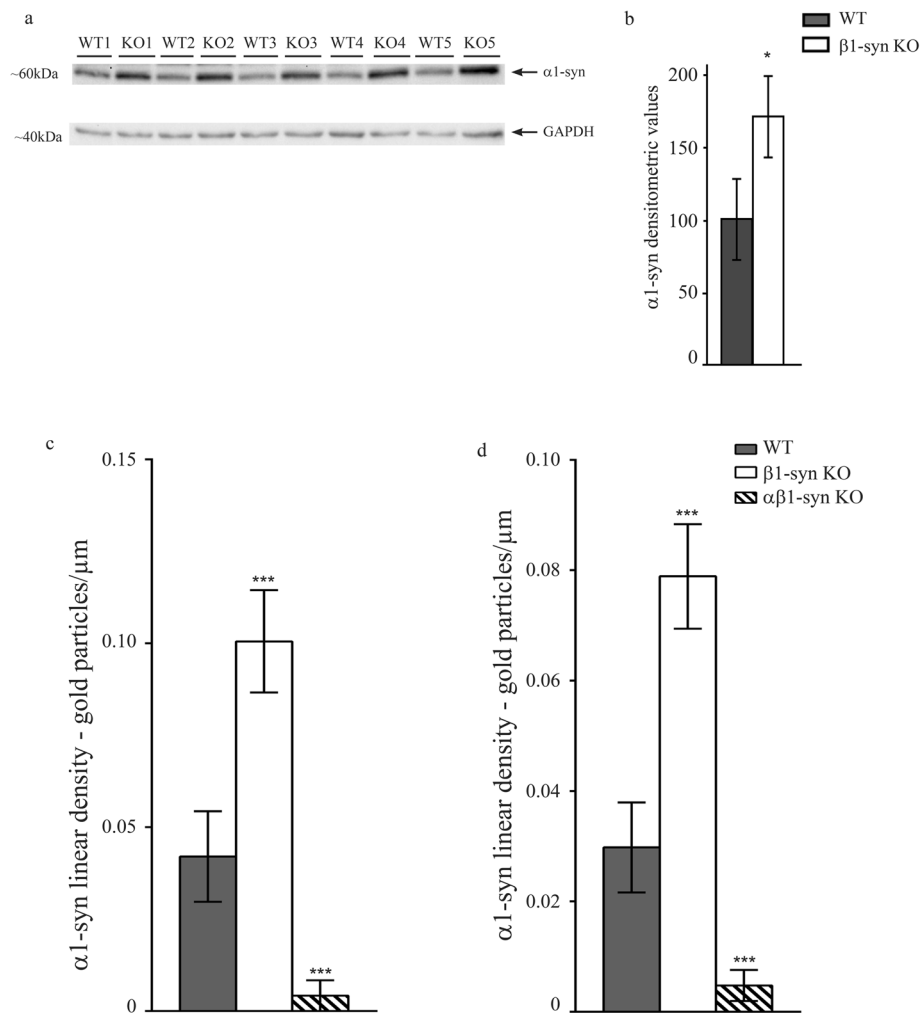 a
WT1 KO1 WT2 KO2 WT3 KO3 WT4 KO4 WT5 KO5
~60kDa
α1-syn
~40kDa
GAPDH
b
WT
β1-syn KO
*
α1-syn densitometric values
200
150
100
50
0
c
α1-syn linear density - gold particles/μm
0.15
0.10
0.05
0
***
***
d
WT
β1-syn KO
αβ1-syn KO
α1-syn linear density - gold particles/μm
0.10
0.08
0.06
0.04
0.02
0
***
***